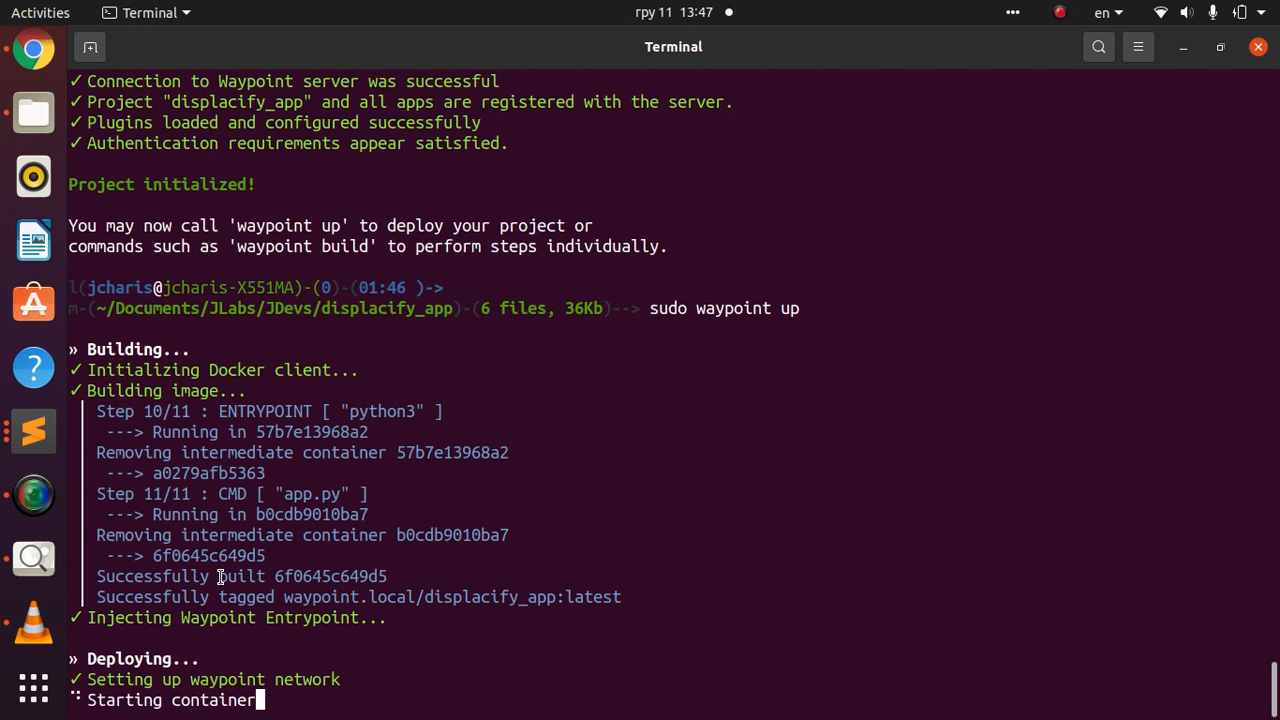 Activities
Terminal
гру 11 13:47
en
Terminal
✓ Connection to Waypoint server was successful
✓ Project "displacify_app" and all apps are registered with the server.
✓ Plugins loaded and configured successfully
✓ Authentication requirements appear satisfied.
Project initialized!
You may now call 'waypoint up' to deploy your project or
commands such as 'waypoint build' to perform steps individually.
l(jcharis@jcharis-X551MA)-(0)-(01:46 )->
m-(~/Documents/JLabs/JDevs/displacify_app)-(6 files, 36Kb)--> sudo waypoint up
» Building...
✓ Initializing Docker client...
✓ Building image...
Step 10/11 : ENTRYPOINT [ "python3" ]
---> Running in 57b7e13968a2
Removing intermediate container 57b7e13968a2
---> a0279afb5363
Step 11/11 : CMD [ "app.py" ]
---> Running in b0cdb9010ba7
Removing intermediate container b0cdb9010ba7
---> 6f0645c649d5
Successfully built 6f0645c649d5
Successfully tagged waypoint.local/displacify_app:latest
✓ Injecting Waypoint Entrypoint...
» Deploying...
✓ Setting up waypoint network
Starting container